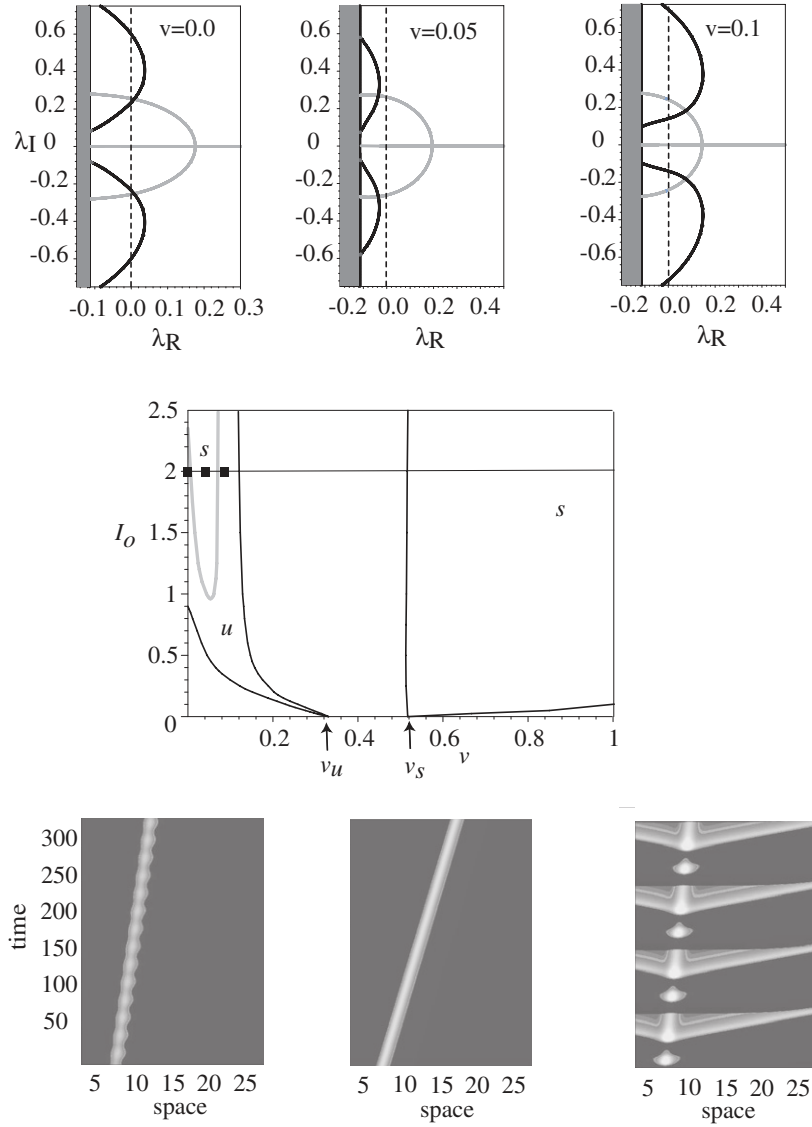 v=0.0
0.6
0.4
0.2
λI 0
-0.2
-0.4
-0.6
-0.1 0.0 0.1 0.2 0.3
λR
v=0.05
0.6
0.4
0.2
0
-0.2
-0.4
-0.6
-0.2 0.0 0.2 0.4
λR
v=0.1
0.6
0.4
0.2
0
-0.2
-0.4
-0.6
-0.2 0.0 0.2 0.4
λR
2.5
2
1.5
Io
1
0.5
0
s
s
u
0.2 0.4 0.6 0.8 1
v
vu
vs
300
250
200
150
100
50
time
5 10 15 20 25
space
5 10 15 20 25
space
5 10 15 20 25
space